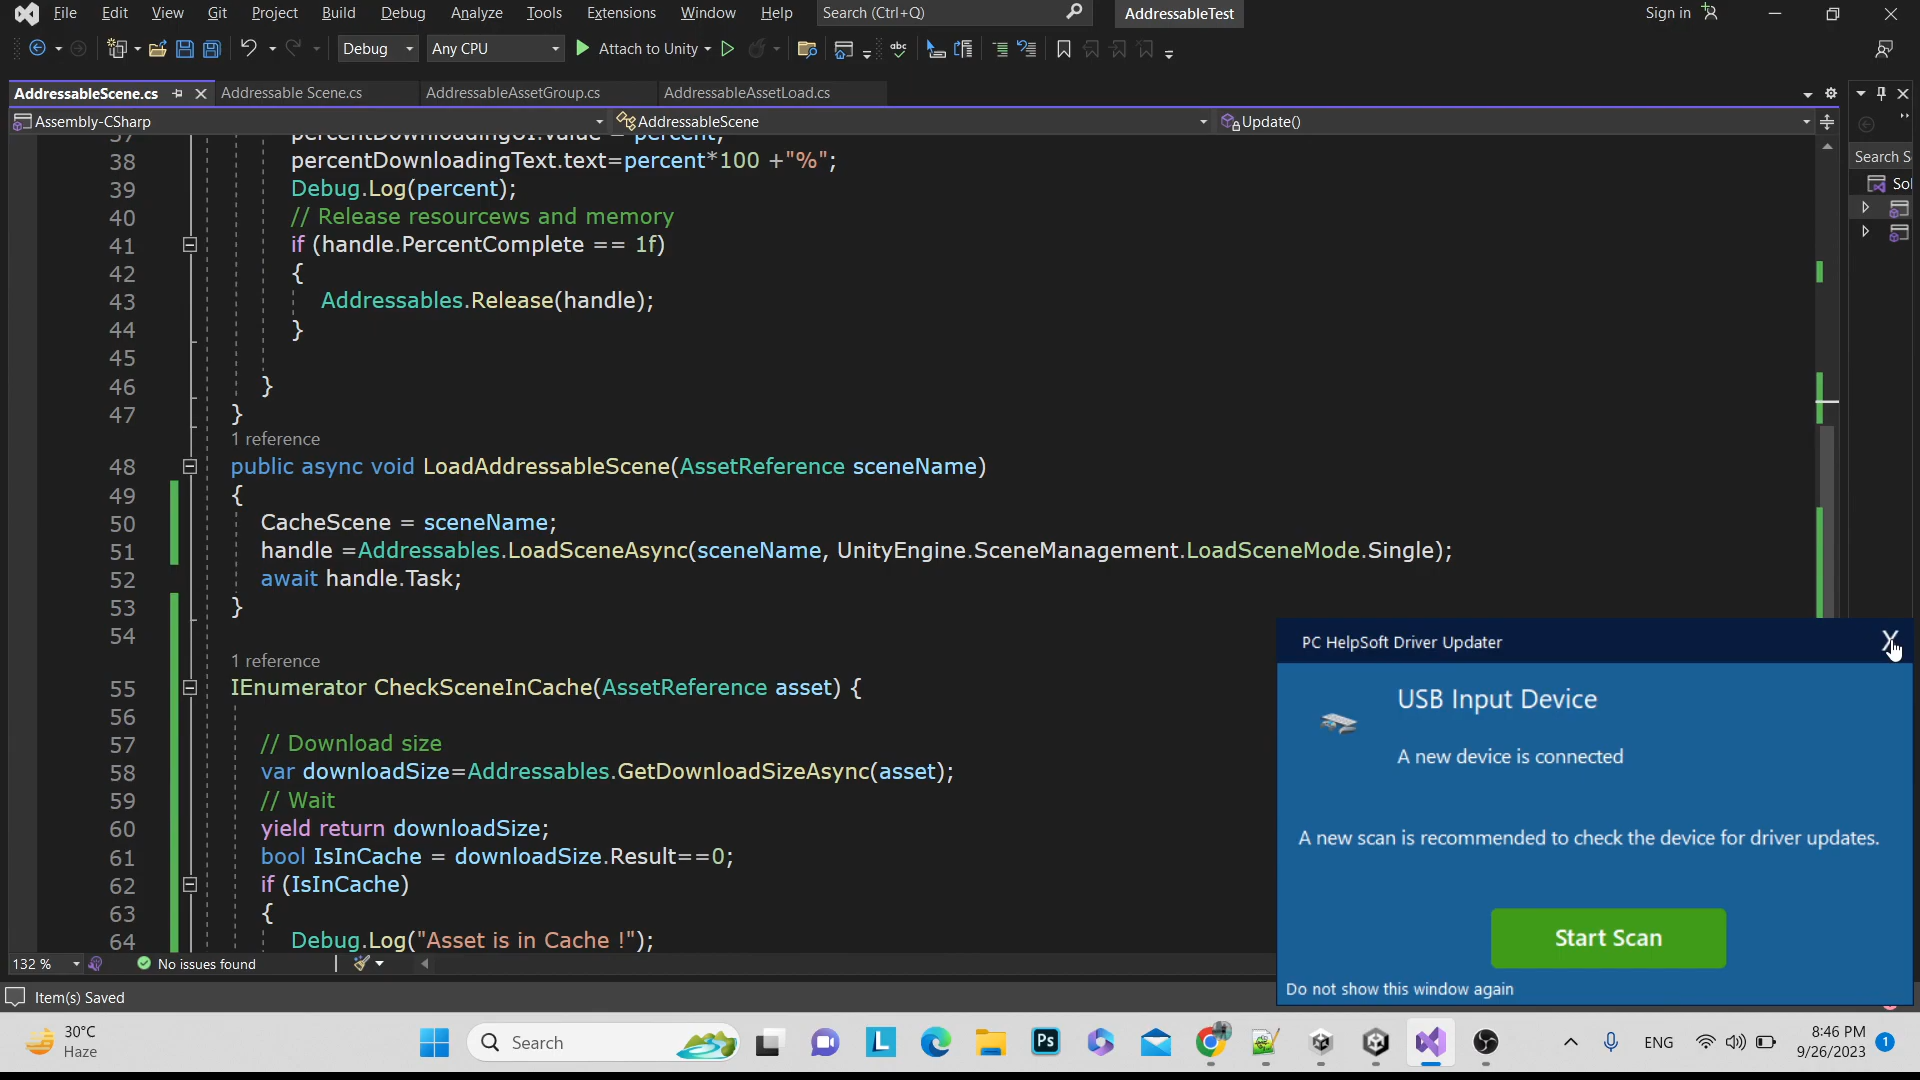 File Edit View Git Project Build Debug Analyze Tools Extensions Window Help Search (Ctrl+Q) AddressableTest Sign in
Debug Any CPU Attach to Unity
AddressableScene.cs Addressable Scene.cs AddressableAssetGroup.cs AddressableAssetLoad.cs
Assembly-CSharp AddressableScene Update()
Search S
Sol
37 percentDownloadingUI.value = percent;
38 percentDownloadingText.text=percent*100 +"%";
39 Debug.Log(percent);
40 // Release resourcews and memory
41 if (handle.PercentComplete == 1f)
42 {
43 Addressables.Release(handle);
44 }
45
46 }
47 }
1 reference
48 public async void LoadAddressableScene(AssetReference sceneName)
49 {
50 CacheScene = sceneName;
51 handle =Addressables.LoadSceneAsync(sceneName, UnityEngine.SceneManagement.LoadSceneMode.Single);
52 await handle.Task;
53 }
54
1 reference
55 IEnumerator CheckSceneInCache(AssetReference asset) {
56
57 // Download size
58 var downloadSize=Addressables.GetDownloadSizeAsync(asset);
59 // Wait
60 yield return downloadSize;
61 bool IsInCache = downloadSize.Result==0;
62 if (IsInCache)
63 {
64 Debug.Log("Asset is in Cache !");
132 % No issues found
Item(s) Saved
PC HelpSoft Driver Updater X
USB Input Device
A new device is connected
A new scan is recommended to check the device for driver updates.
Start Scan
Do not show this window again
30°C
Haze
Search
ENG
8:46 PM
9/26/2023
1